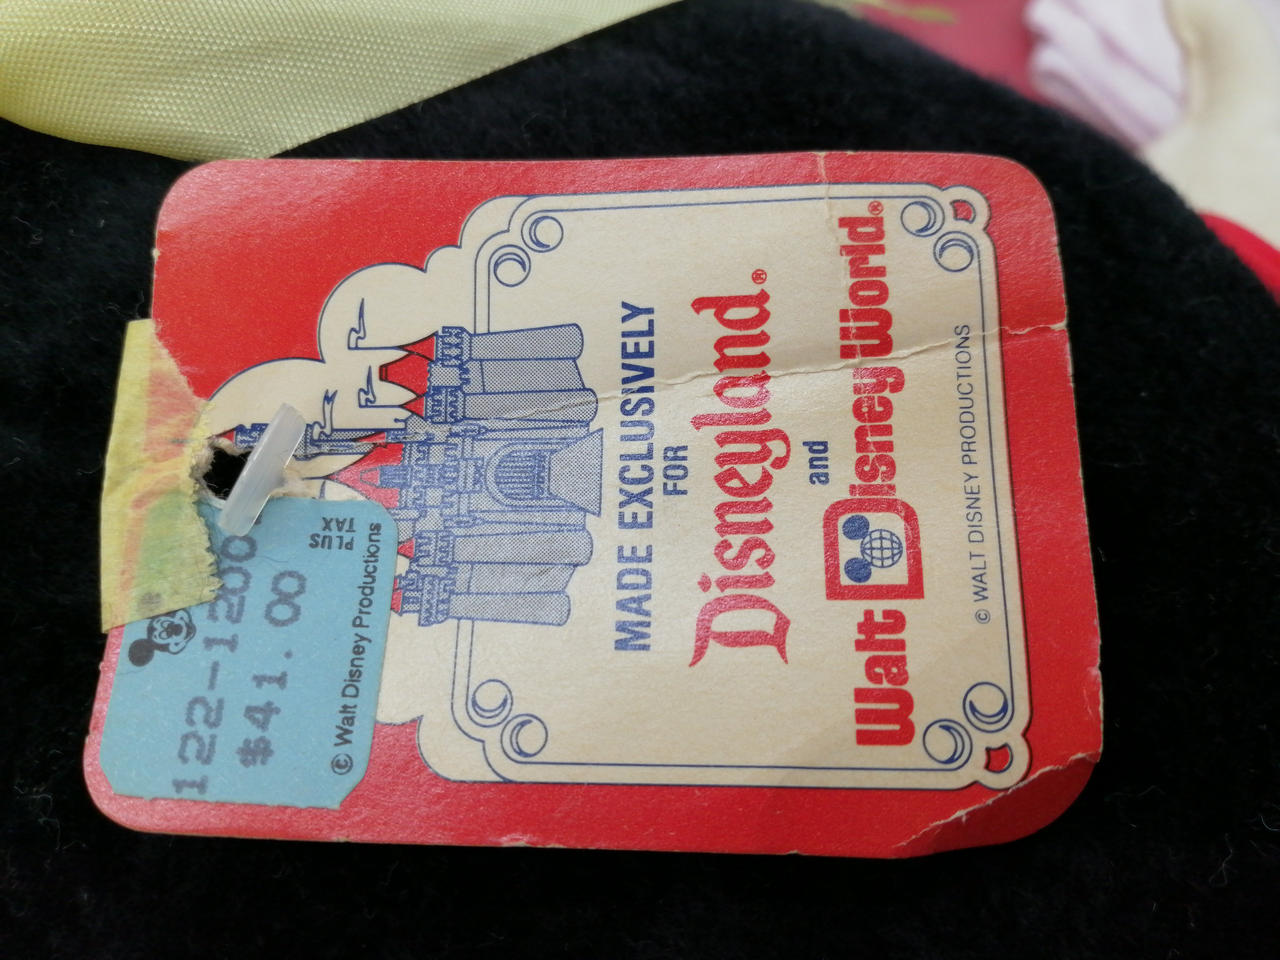 122-1200
$41.00
PLUS
TAX
© Walt Disney Productions
MADE EXCLUSIVELY
FOR
Disneyland®
and
Walt Disney World®
© WALT DISNEY PRODUCTIONS